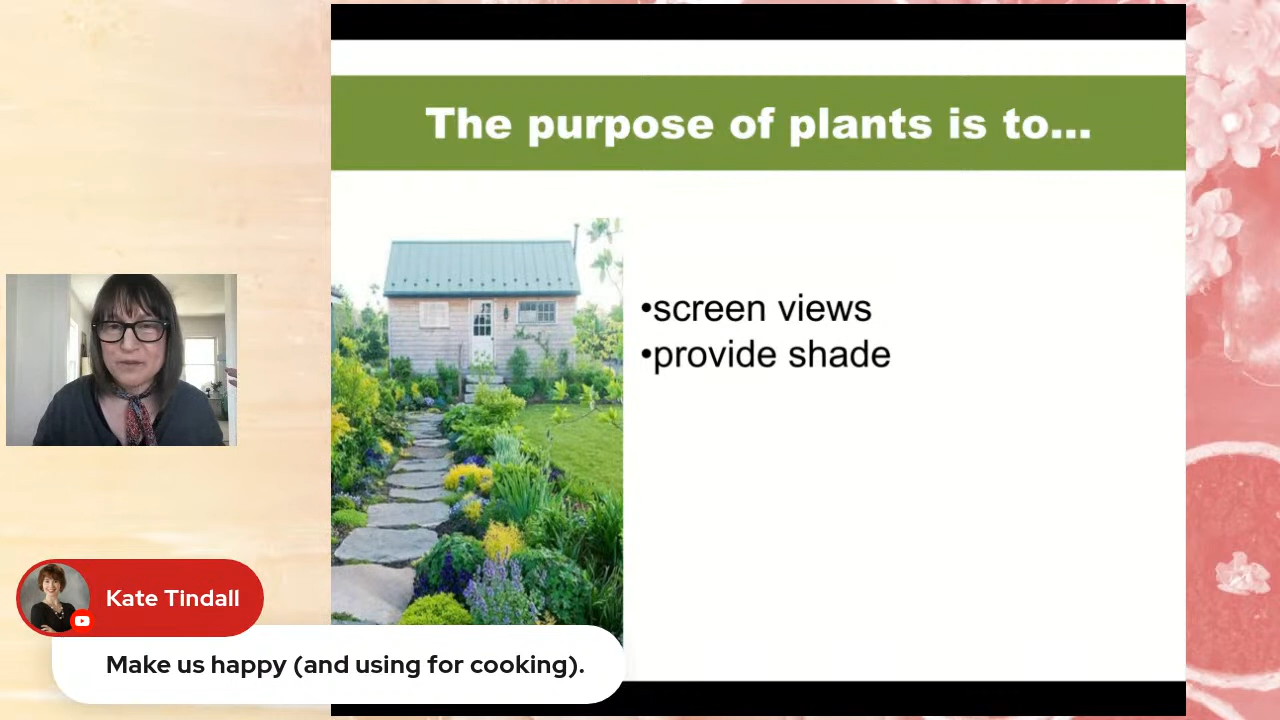 The purpose of plants is to...
•screen views
•provide shade
Kate Tindall
Make us happy (and using for cooking).